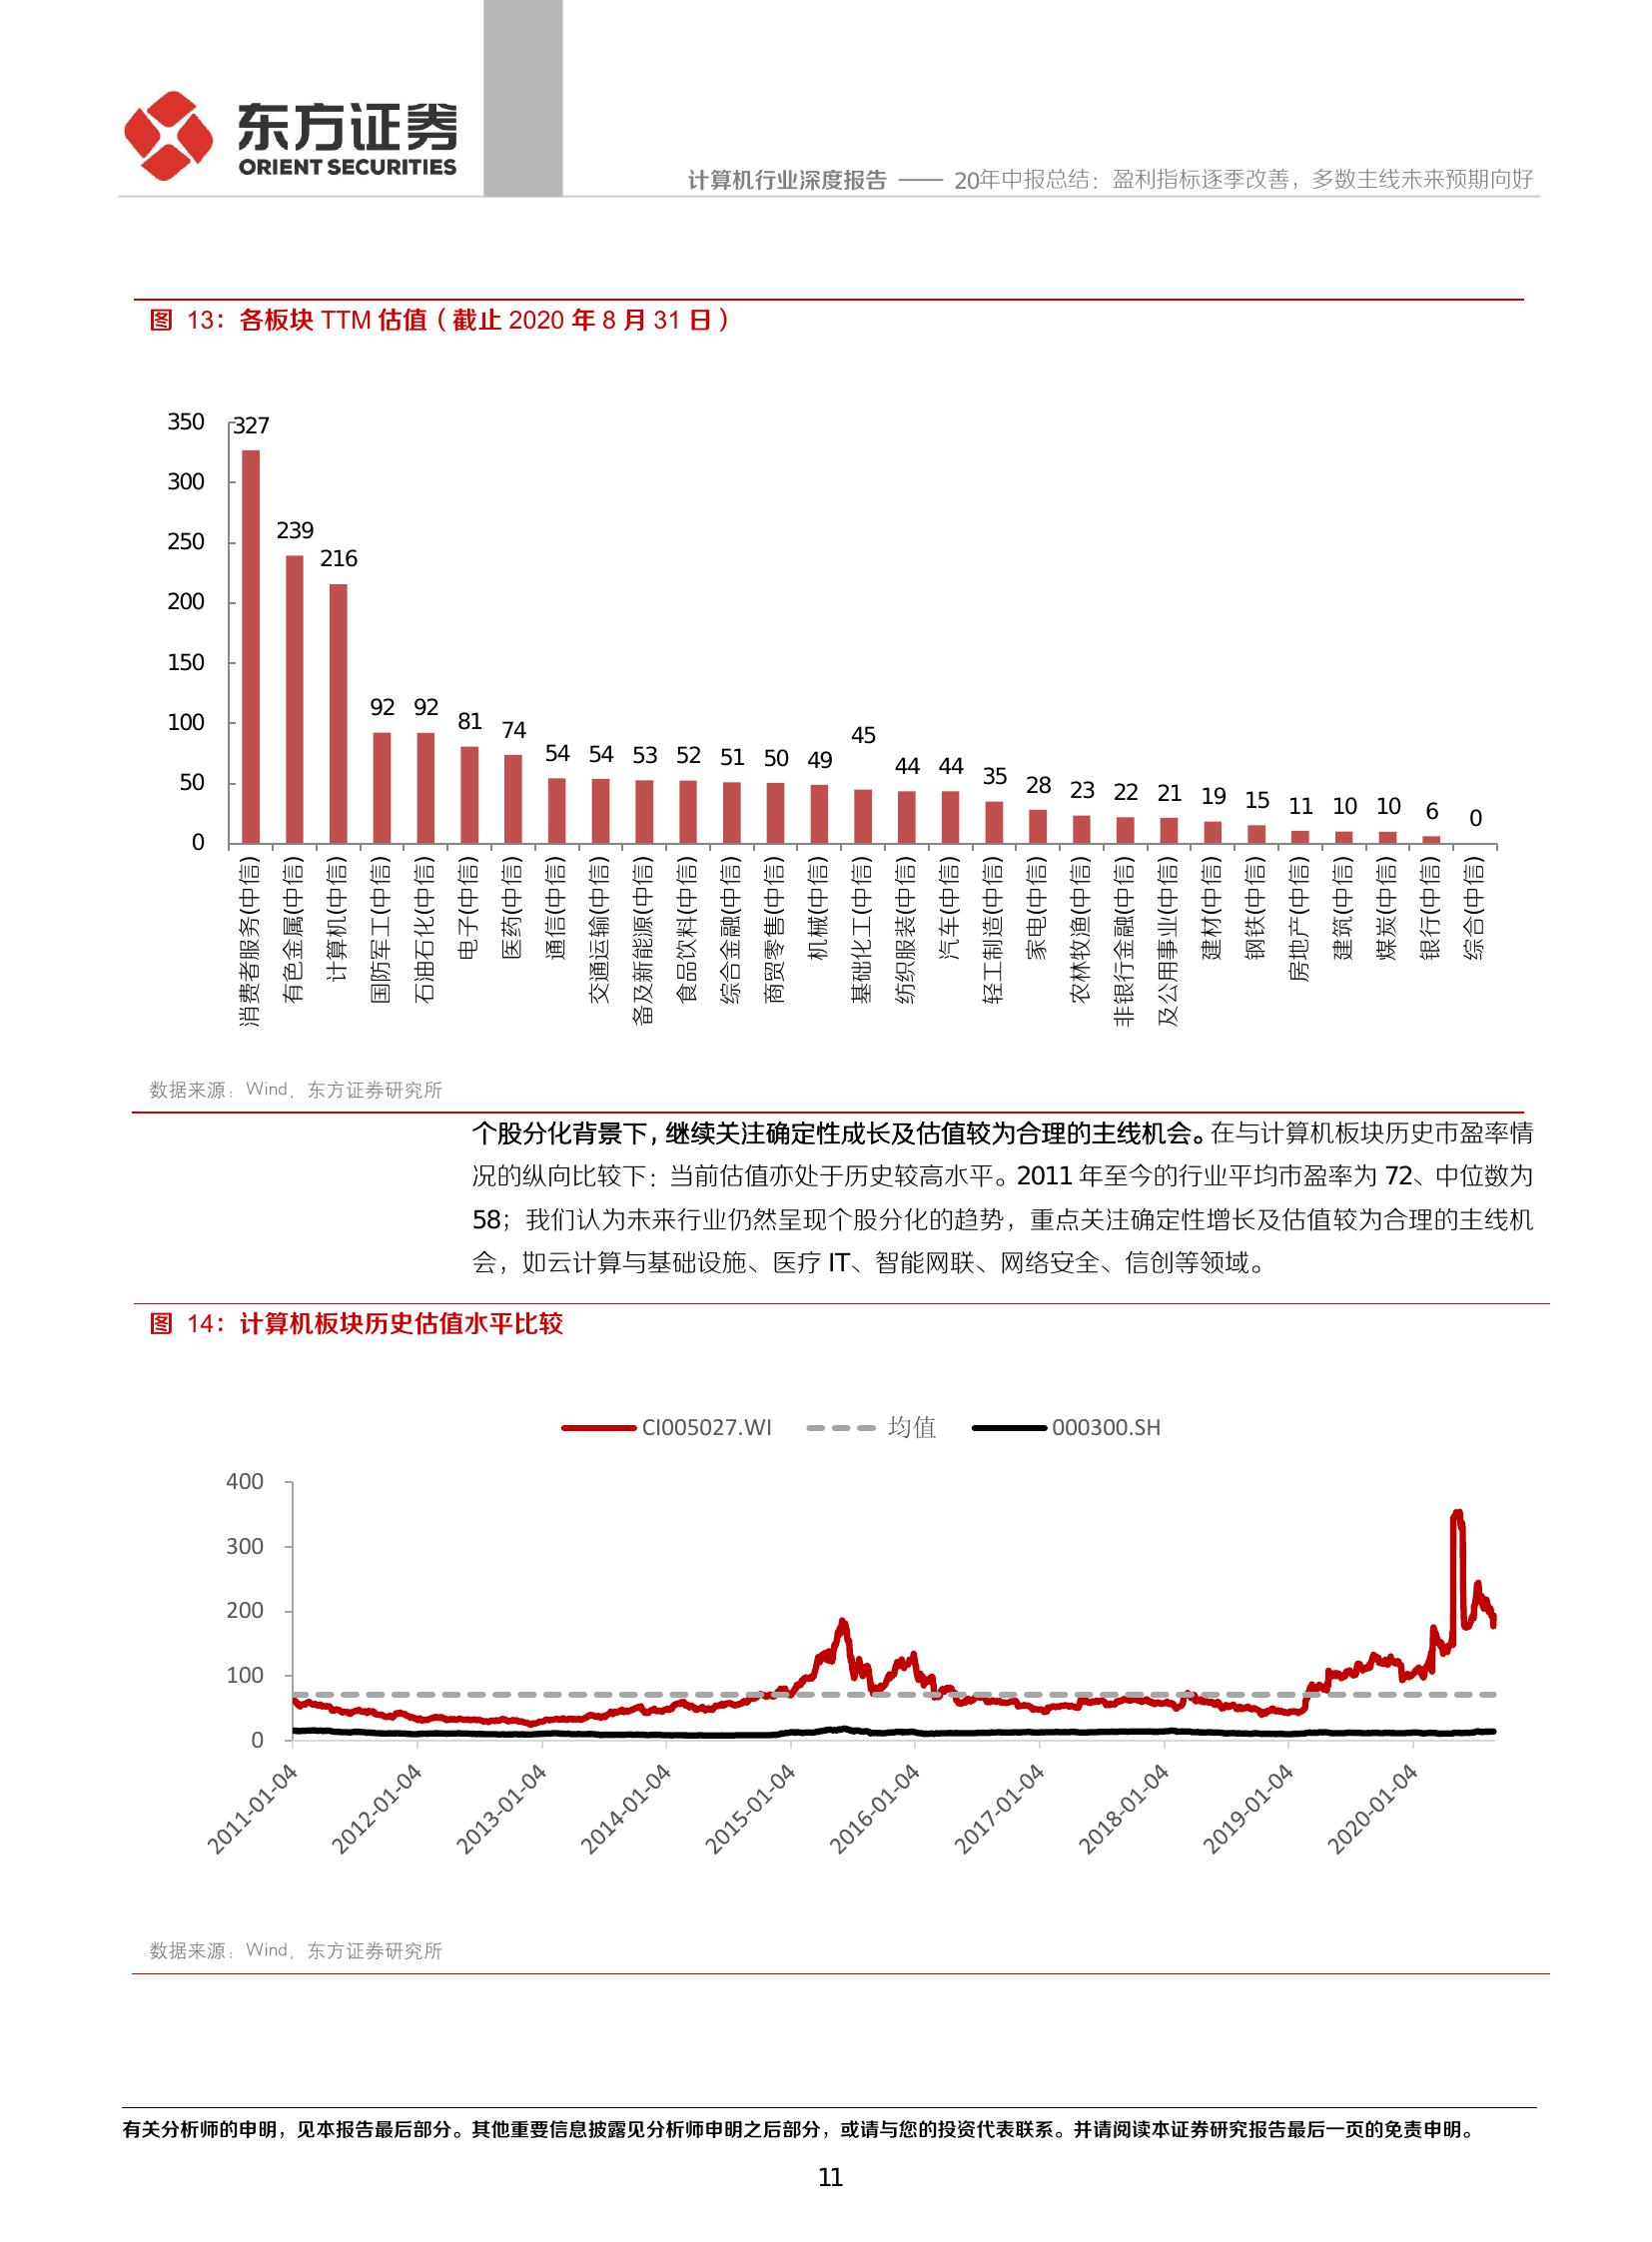 东方证券
ORIENT SECURITIES
计算机行业深度报告 —— 20年中报总结：盈利指标逐季改善，多数主线未来预期向好
图 13：各板块 TTM 估值（截止 2020 年 8 月 31 日）
350
300
250
200
150
100
50
0
327
239
216
92
92
81
74
54
54
53
52
51
50
49
45
44
44
35
28
23
22
21
19
15
11
10
10
6
0
消费者服务(中信)
有色金属(中信)
计算机(中信)
国防军工(中信)
石油石化(中信)
电子(中信)
医药(中信)
通信(中信)
交通运输(中信)
备及新能源(中信)
食品饮料(中信)
综合金融(中信)
商贸零售(中信)
机械(中信)
基础化工(中信)
纺织服装(中信)
汽车(中信)
轻工制造(中信)
家电(中信)
农林牧渔(中信)
非银行金融(中信)
及公用事业(中信)
建材(中信)
钢铁(中信)
房地产(中信)
建筑(中信)
煤炭(中信)
银行(中信)
综合(中信)
数据来源：Wind，东方证券研究所
个股分化背景下，继续关注确定性成长及估值较为合理的主线机会。在与计算机板块历史市盈率情
况的纵向比较下：当前估值亦处于历史较高水平。2011 年至今的行业平均市盈率为 72、中位数为
58；我们认为未来行业仍然呈现个股分化的趋势，重点关注确定性增长及估值较为合理的主线机
会，如云计算与基础设施、医疗 IT、智能网联、网络安全、信创等领域。
图 14：计算机板块历史估值水平比较
CI005027.WI 均值 000300.SH
400
300
200
100
0
2011-01-04
2012-01-04
2013-01-04
2014-01-04
2015-01-04
2016-01-04
2017-01-04
2018-01-04
2019-01-04
2020-01-04
数据来源：Wind，东方证券研究所
有关分析师的申明，见本报告最后部分。其他重要信息披露见分析师申明之后部分，或请与您的投资代表联系。并请阅读本证券研究报告最后一页的免责申明。
11